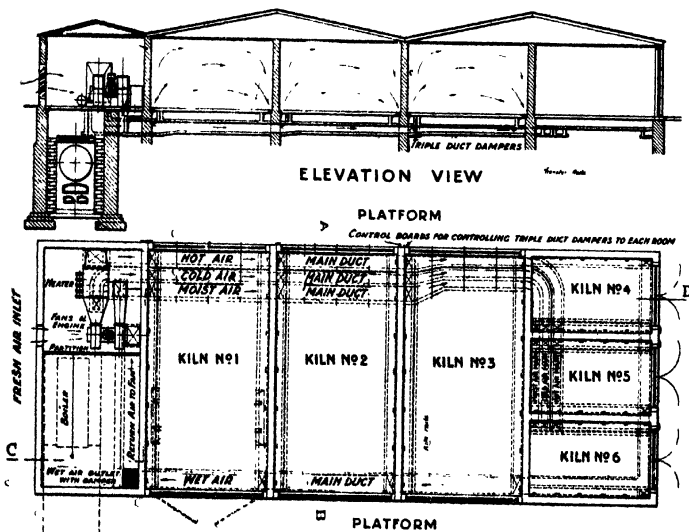 TRIPLE DUCT DAMPERS
ELEVATION VIEW
A
PLATFORM
CONTROL BOARDS FOR CONTROLLING TRIPLE DUCT DAMPERS TO EACH ROOM
HOT AIR MAIN DUCT
COLD AIR MAIN DUCT
MOIST AIR MAIN DUCT
HEATER
FANS &
ENGINE
PARTITION
FRESH AIR INLET
BOILER
RETURN AIR TO FAN
KILN No1
KILN No2
KILN No3
KILN No4
KILN No5
KILN No6
D
C
WET AIR OUTLET
WITH DAMPER
WET AIR MAIN DUCT
B
PLATFORM